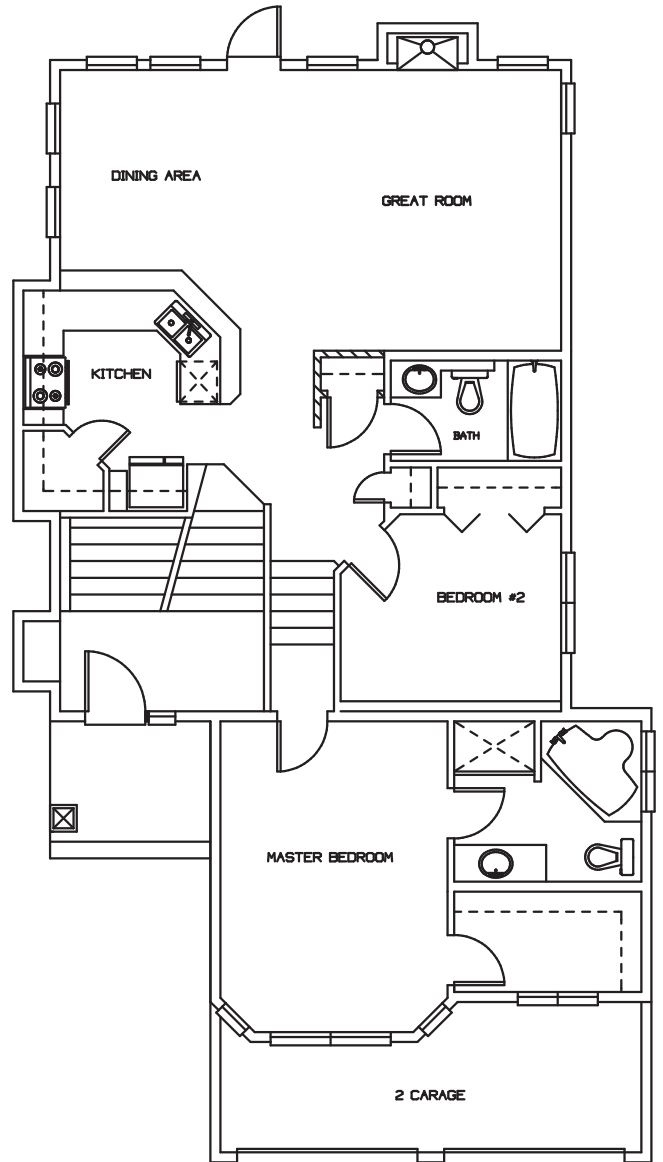 DINING AREA
GREAT ROOM
KITCHEN
BATH
BEDROOM #2
MASTER BEDROOM
2 CARAGE